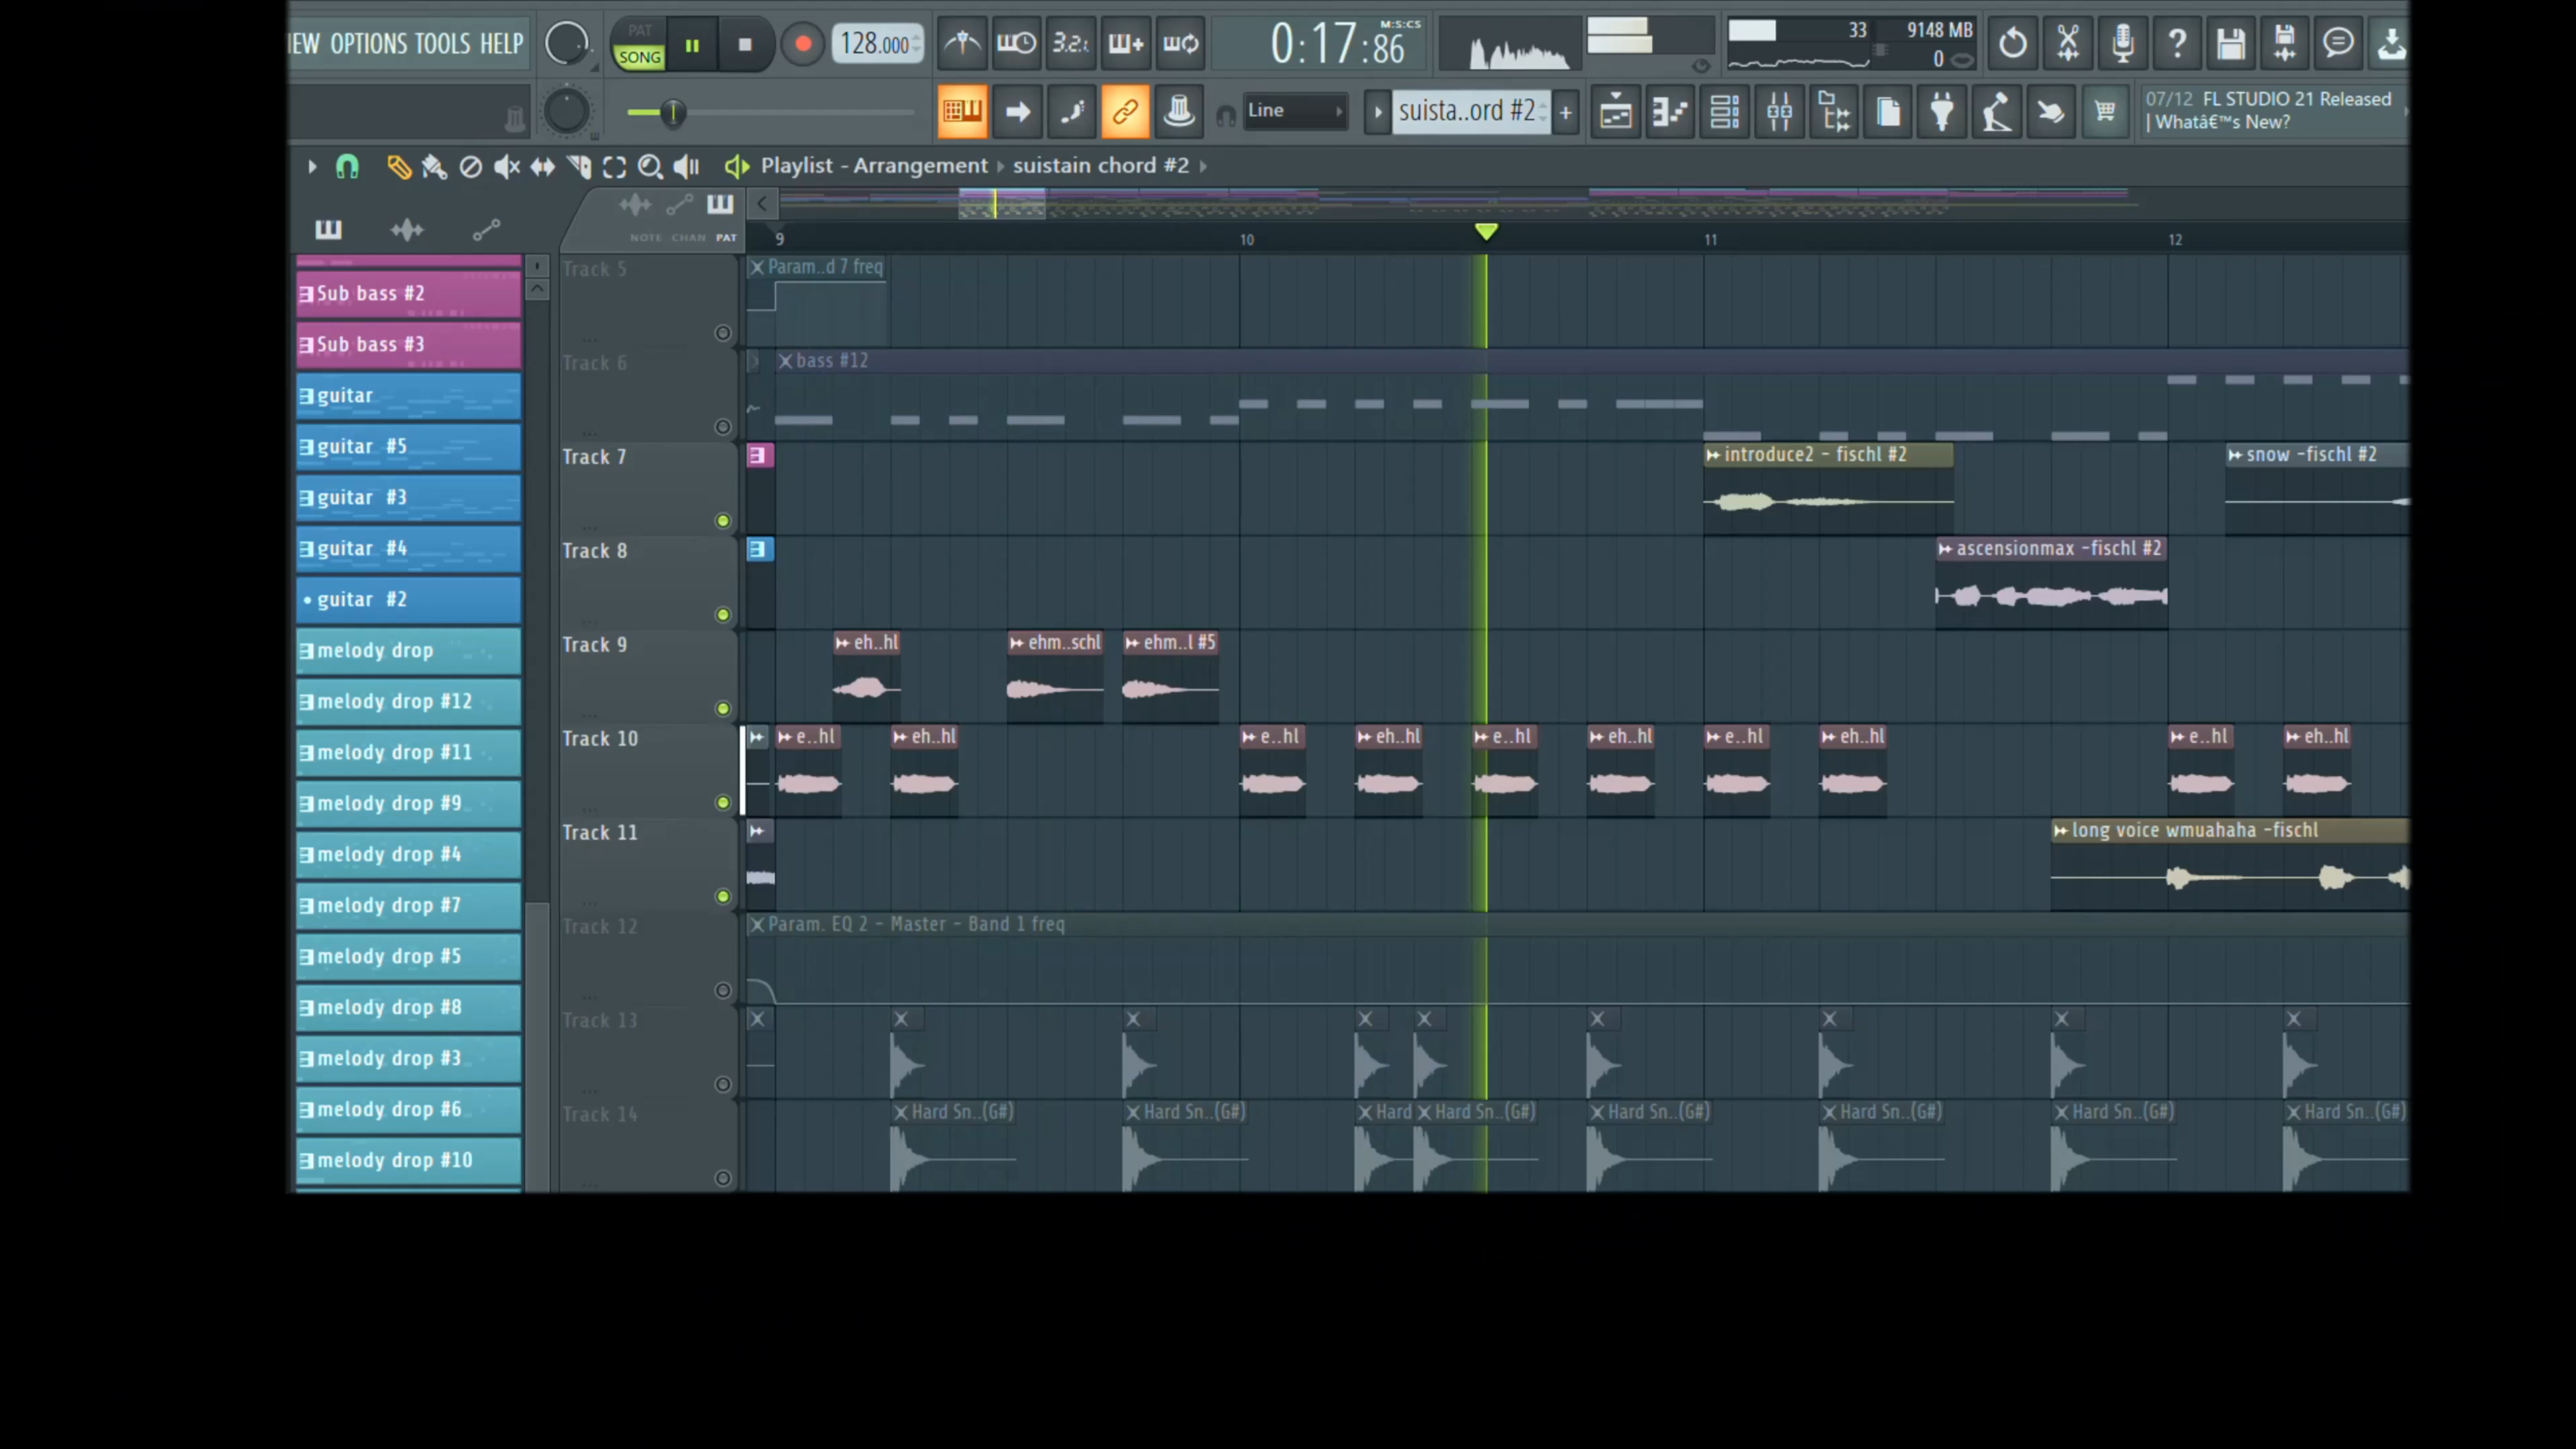 IEW OPTIONS TOOLS HELP
PAT
SONG
128.000
3.2.
0:17:86
M:S:CS
33
9148 MB
0
Line
suista..ord #2
07/12 FL STUDIO 21 Released
| Whatâ€™s New?
Playlist - Arrangement
suistain chord #2
NOTE CHAN PAT
9
10
11
12
Sub bass #2
Sub bass #3
guitar
guitar #5
guitar #3
guitar #4
guitar #2
melody drop
melody drop #12
melody drop #11
melody drop #9
melody drop #4
melody drop #7
melody drop #5
melody drop #8
melody drop #3
melody drop #6
melody drop #10
Track 5
Param..d 7 freq
Track 6
bass #12
Track 7
introduce2 - fischl #2
snow -fischl #2
Track 8
ascensionmax -fischl #2
Track 9
eh..hl
ehm..schl
ehm..l #5
Track 10
e..hl
eh..hl
e..hl
eh..hl
e..hl
eh..hl
e..hl
eh..hl
e..hl
eh..hl
Track 11
long voice wmuahaha -fischl
Track 12
Param. EQ 2 - Master - Band 1 freq
Track 13
Track 14
Hard Sn..(G#)
Hard Sn..(G#)
Hard
Hard Sn..(G#)
Hard Sn..(G#)
Hard Sn..(G#)
Hard Sn..(G#)
Hard Sn..(G#)